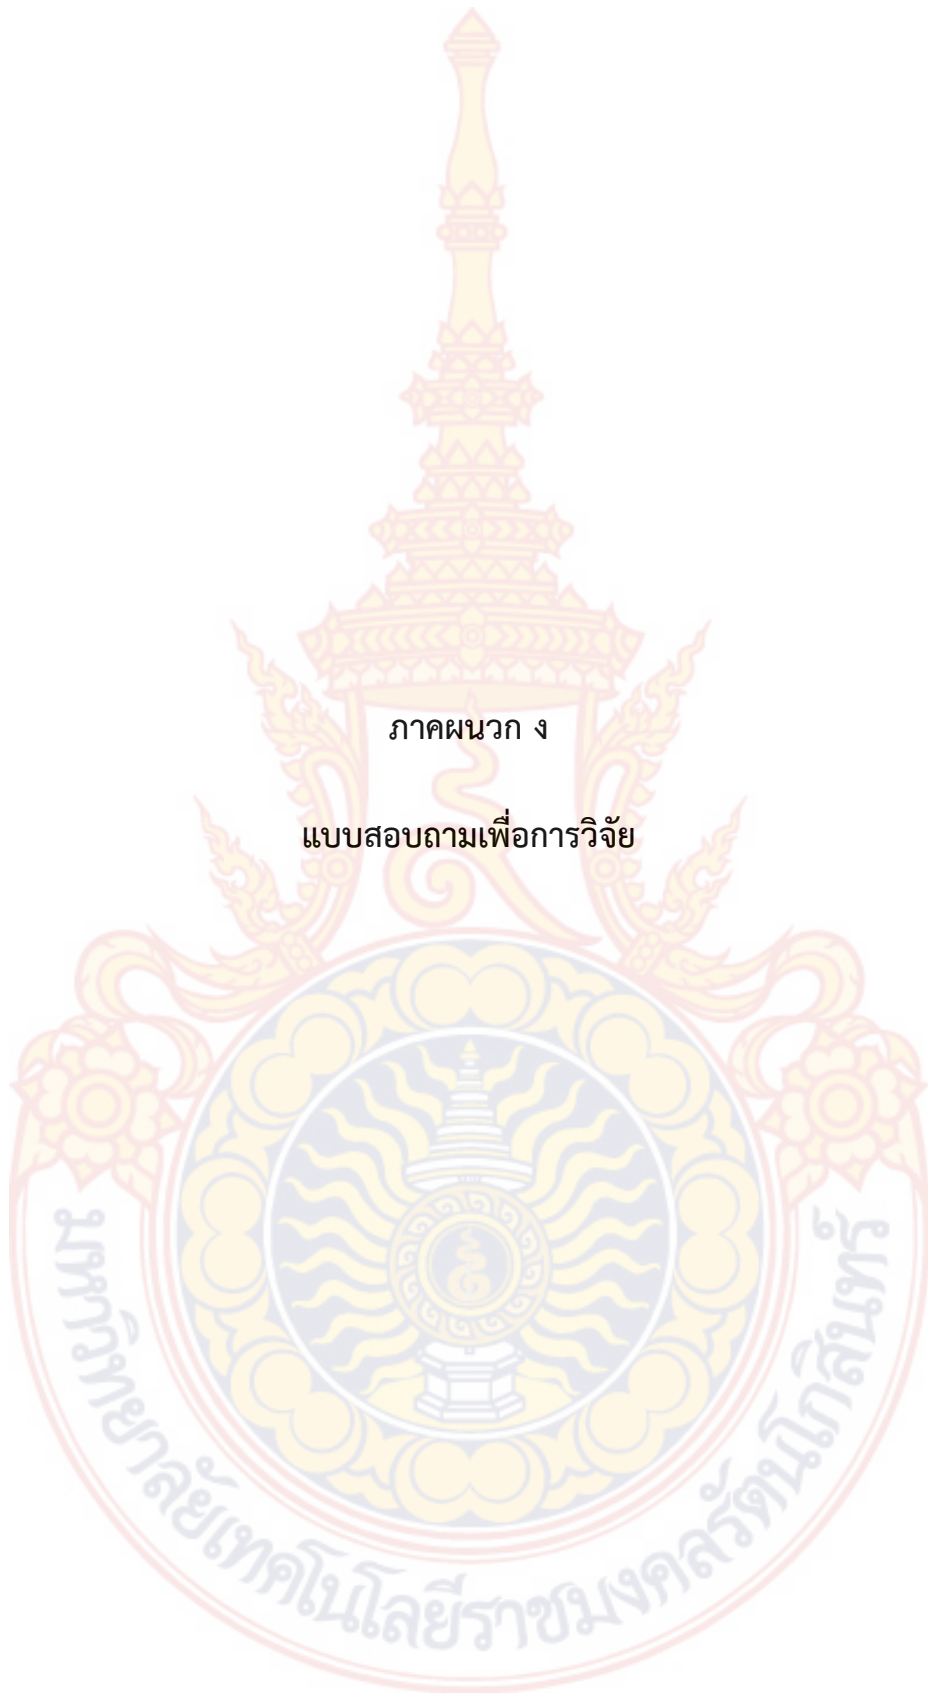 ภาคผนวก ง
แบบสอบถามเพื่อการวิจัย
มหาวิทยาลัยเทคโนโลยีราชมงคลรัตนโกสินทร์